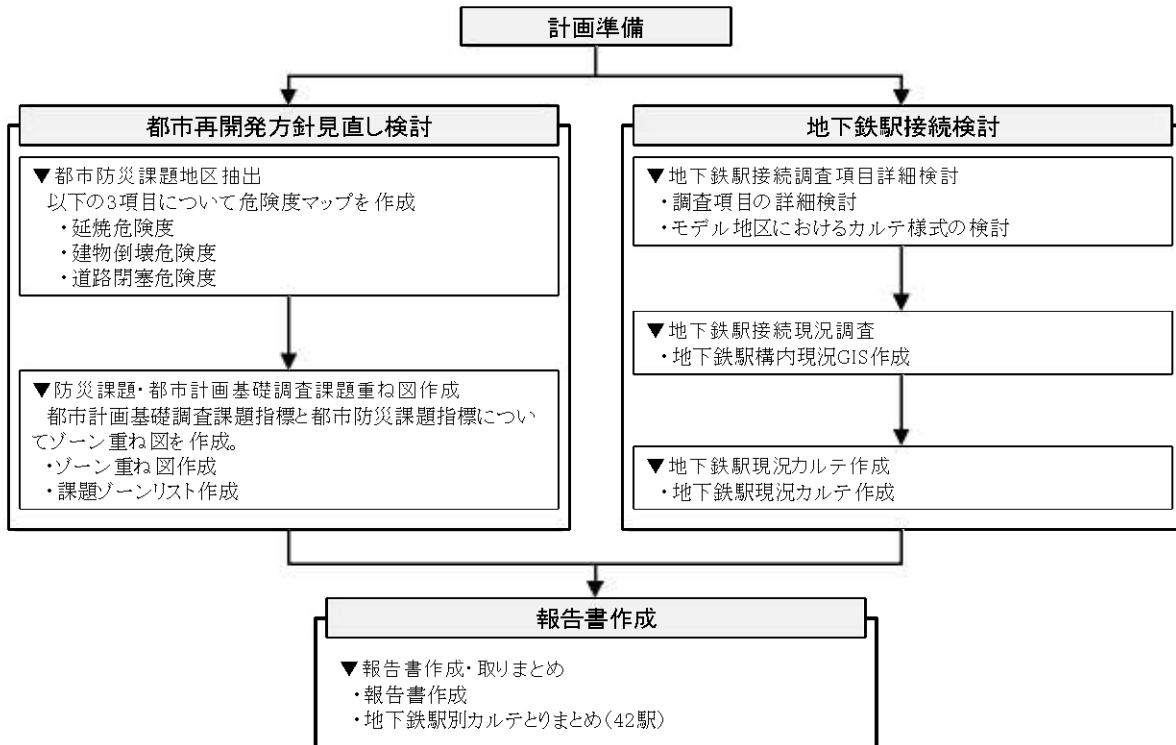 計画準備
都市再開発方針見直し検討
▼都市防災課題地区抽出
以下の3項目について危険度マップを作成
・延焼危険度
・建物倒壊危険度
・道路閉塞危険度
▼防災課題・都市計画基礎調査課題重ね図作成
都市計画基礎調査課題指標と都市防災課題指標につい
てゾーン重ね図を作成。
・ゾーン重ね図作成
・課題ゾーンリスト作成
地下鉄駅接続検討
▼地下鉄駅接続調査項目詳細検討
・調査項目の詳細検討
・モデル地区におけるカルテ様式の検討
▼地下鉄駅接続現況調査
・地下鉄駅構内現況GIS作成
▼地下鉄駅現況カルテ作成
・地下鉄駅現況カルテ作成
報告書作成
▼報告書作成・取りまとめ
・報告書作成
・地下鉄駅別カルテとりまとめ(42駅)